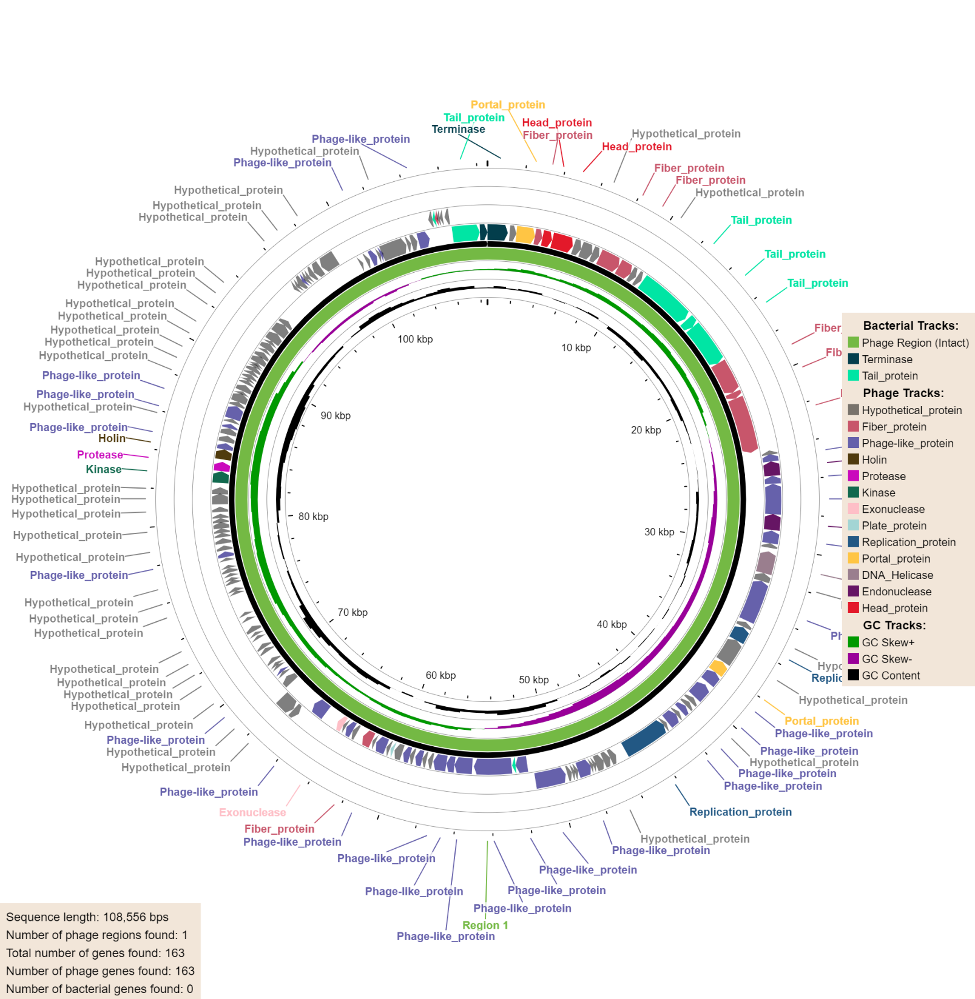 Portal_protein
Tail_protein
Terminase
Head_protein
Fiber_protein
Hypothetical_protein
Head_protein
Phage-like_protein
Hypothetical_protein
Phage-like_protein
Fiber_protein
Fiber_protein
Hypothetical_protein
Hypothetical_protein
Hypothetical_protein
Hypothetical_protein
Tail_protein
Tail_protein
Tail_protein
Hypothetical_protein
Hypothetical_protein
Hypothetical_protein
Hypothetical_protein
Hypothetical_protein
Hypothetical_protein
Hypothetical_protein
Hypothetical_protein
Phage-like_protein
Phage-like_protein
Hypothetical_protein
Phage-like_protein
Holin
Protease
Kinase
Hypothetical_protein
Hypothetical_protein
Hypothetical_protein
Hypothetical_protein
Hypothetical_protein
Phage-like_protein
Hypothetical_protein
Hypothetical_protein
Hypothetical_protein
Hypothetical_protein
Hypothetical_protein
Hypothetical_protein
Hypothetical_protein
Hypothetical_protein
Phage-like_protein
Hypothetical_protein
Hypothetical_protein
Phage-like_protein
Exonuclease
Fiber_protein
Phage-like_protein
Phage-like_protein
Phage-like_protein
Phage-like_protein
Region 1
Phage-like_protein
Phage-like_protein
Phage-like_protein
Phage-like_protein
Hypothetical_protein
Replication_protein
Phage-like_protein
Phage-like_protein
Hypothetical_protein
Phage-like_protein
Phage-like_protein
Portal_protein
Hypothetical_protein
Replic
Hypo
Ph
Fib
Fiber_
100 kbp
10 kbp
90 kbp
20 kbp
80 kbp
30 kbp
70 kbp
40 kbp
60 kbp
50 kbp
Bacterial Tracks:
Phage Region (Intact)
Terminase
Tail_protein
Phage Tracks:
Hypothetical_protein
Fiber_protein
Phage-like_protein
Holin
Protease
Kinase
Exonuclease
Plate_protein
Replication_protein
Portal_protein
DNA_Helicase
Endonuclease
Head_protein
GC Tracks:
GC Skew+
GC Skew-
GC Content
Sequence length: 108,556 bps
Number of phage regions found: 1
Total number of genes found: 163
Number of phage genes found: 163
Number of bacterial genes found: 0